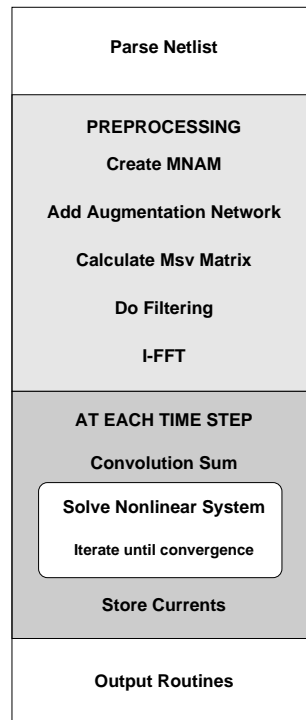 Parse Netlist
PREPROCESSING
Create MNAM
Add Augmentation Network
Calculate Msv Matrix
Do Filtering
I-FFT
AT EACH TIME STEP
Convolution Sum
Solve Nonlinear System
Iterate until convergence
Store Currents
Output Routines